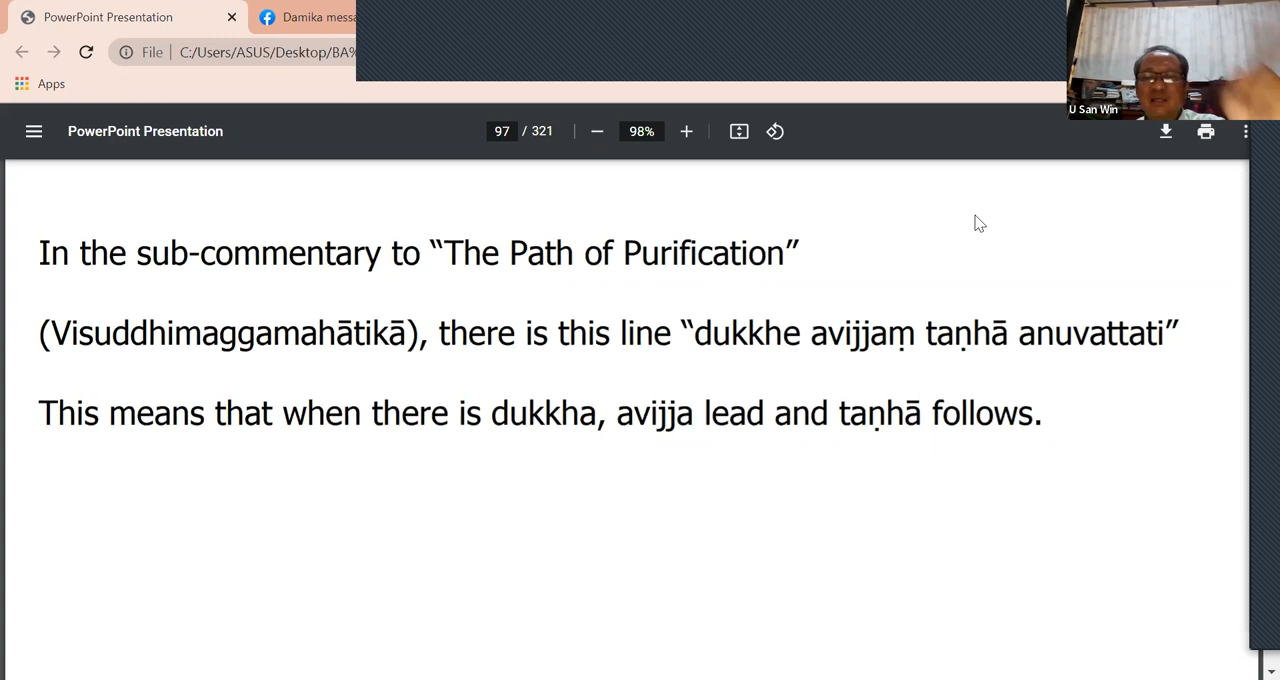 PowerPoint Presentation
Damika messa
File
C:/Users/ASUS/Desktop/BA%
Apps
U San Win
PowerPoint Presentation
97 / 321
98%
In the sub-commentary to “The Path of Purification”
(Visuddhimaggamahātikā), there is this line “dukkhe avijjaṃ taṇhā anuvattati”
This means that when there is dukkha, avijja lead and taṇhā follows.